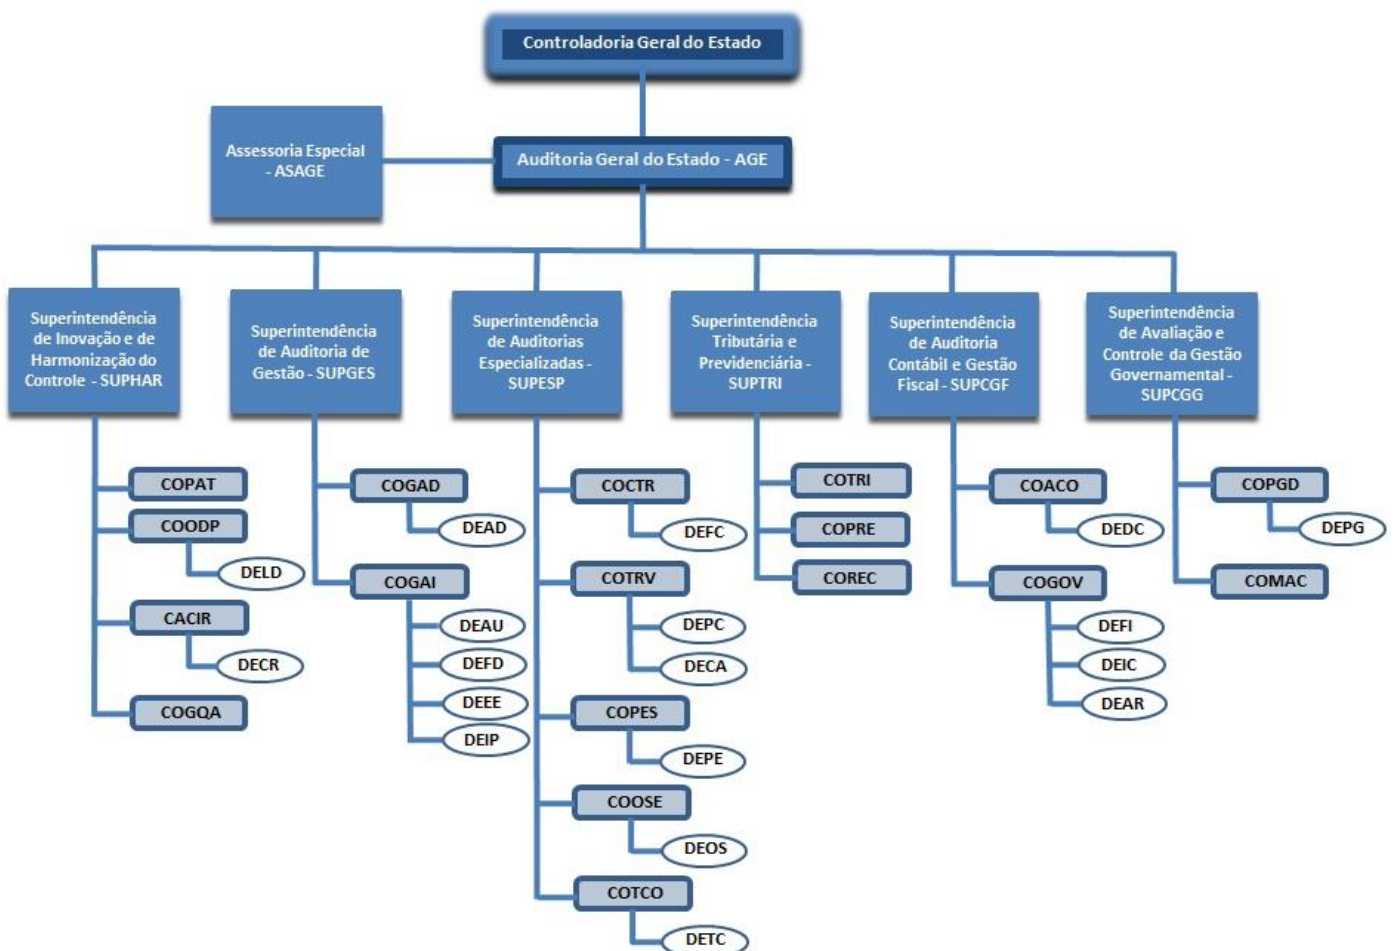 Controladoria Geral do Estado
Assessoria Especial
- ASAGE
Auditoria Geral do Estado - AGE
Superintendência
de Inovação e de
Harmonização do
Controle - SUPHAR
Superintendência
de Auditoria de
Gestão - SUPGES
Superintendência
de Auditorias
Especializadas -
SUPESP
Superintendência
Tributária e
Previdenciária -
SUPTRI
Superintendência
de Auditoria
Contábil e Gestão
Fiscal - SUPCGF
Superintendência
de Avaliação e
Controle da Gestão
Governamental -
SUPCGG
COPAT
COODP
DELD
CACIR
DECR
COGQA
COGAD
DEAD
COGAI
DEAU
DEFD
DEEE
DEIP
COCTR
DEFC
COTRV
DEPC
DECA
COPES
DEPE
COOSE
DEOS
COTCO
DETC
COTRI
COPRE
COREC
COACO
DEDC
COGOV
DEFI
DEIC
DEAR
COPGD
DEPG
COMAC